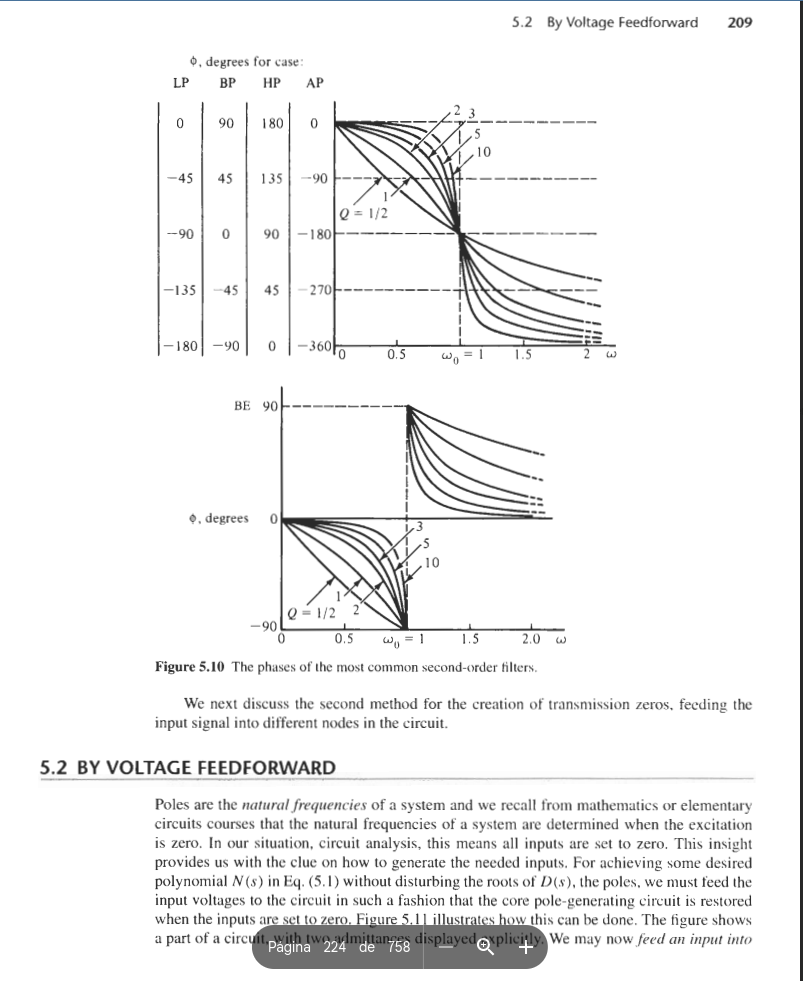 5.2 By Voltage Feedforward 209
ϕ, degrees for case:
LP BP HP AP
0 90 180 0
−45 45 135 −90
−90 0 90 −180
−135 −45 45 −270
−180 −90 0 −360
2 3
5
10
1
Q = 1/2
0 0.5 ω₀ = 1 1.5 2 ω
BE 90
ϕ, degrees 0
3
5
10
1
Q = 1/2 2
−90
0 0.5 ω₀ = 1 1.5 2.0 ω
Figure 5.10 The phases of the most common second-order filters.
We next discuss the second method for the creation of transmission zeros, feeding the
input signal into different nodes in the circuit.
5.2 BY VOLTAGE FEEDFORWARD
Poles are the natural frequencies of a system and we recall from mathematics or elementary
circuits courses that the natural frequencies of a system are determined when the excitation
is zero. In our situation, circuit analysis, this means all inputs are set to zero. This insight
provides us with the clue on how to generate the needed inputs. For achieving some desired
polynomial N(s) in Eq. (5.1) without disturbing the roots of D(s), the poles, we must feed the
input voltages to the circuit in such a fashion that the core pole-generating circuit is restored
when the inputs are set to zero. Figure 5.11 illustrates how this can be done. The figure shows
a part of a circuit, with two admittances displayed explicitly. We may now feed an input into
Página 224 de 758